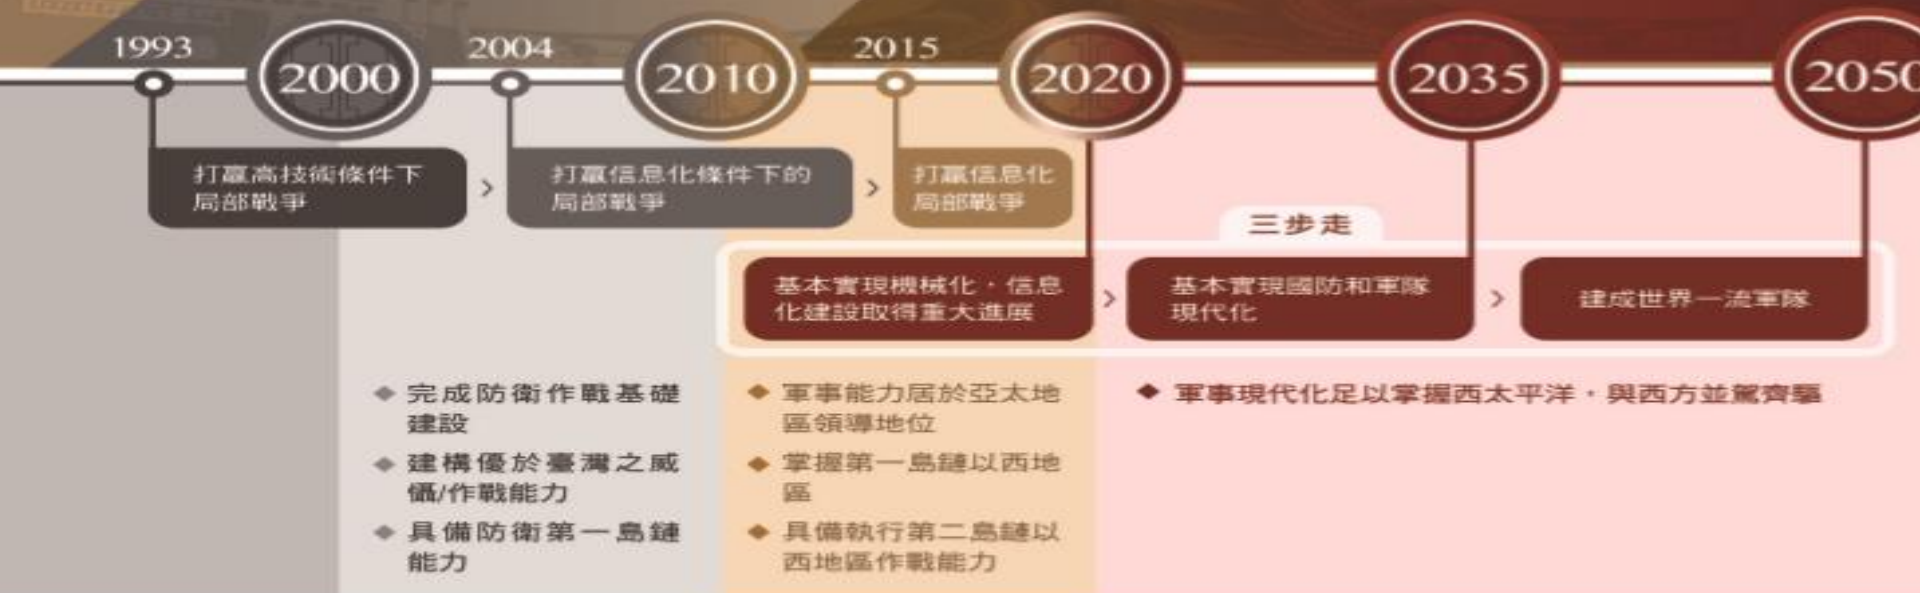 1993
2000
2004
2010
2015
2020
2035
2050
打贏高技術條件下
局部戰爭
打贏信息化條件下的
局部戰爭
打贏信息化
局部戰爭
三步走
基本實現機械化，信息
化建設取得重大進展
基本實現國防和軍隊
現代化
建成世界一流軍隊
完成防衛作戰基礎
建設
建構優於臺灣之威
懾/作戰能力
具備防衛第一島鏈
能力
軍事能力居於亞太地
區領導地位
掌握第一島鏈以西地
區
具備執行第二島鏈以
西地區作戰能力
軍事現代化足以掌握西太平洋，與西方並駕齊驅